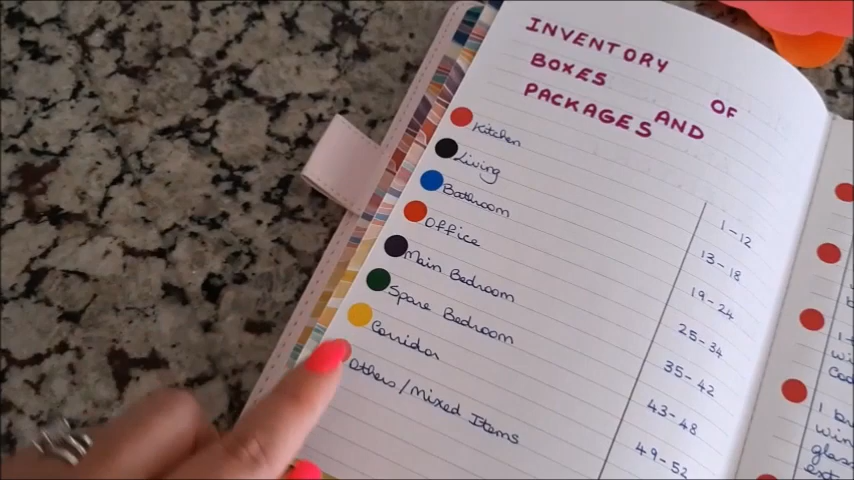 INVENTORY OF
BOXES AND
PACKAGES
Kitchen 1-12
Living 13-18
Bathroom 19-24
Office 25-34
Main Bedroom 35-42
Spare Bedroom 43-48
Corridor 49-52
Others/Mixed Items